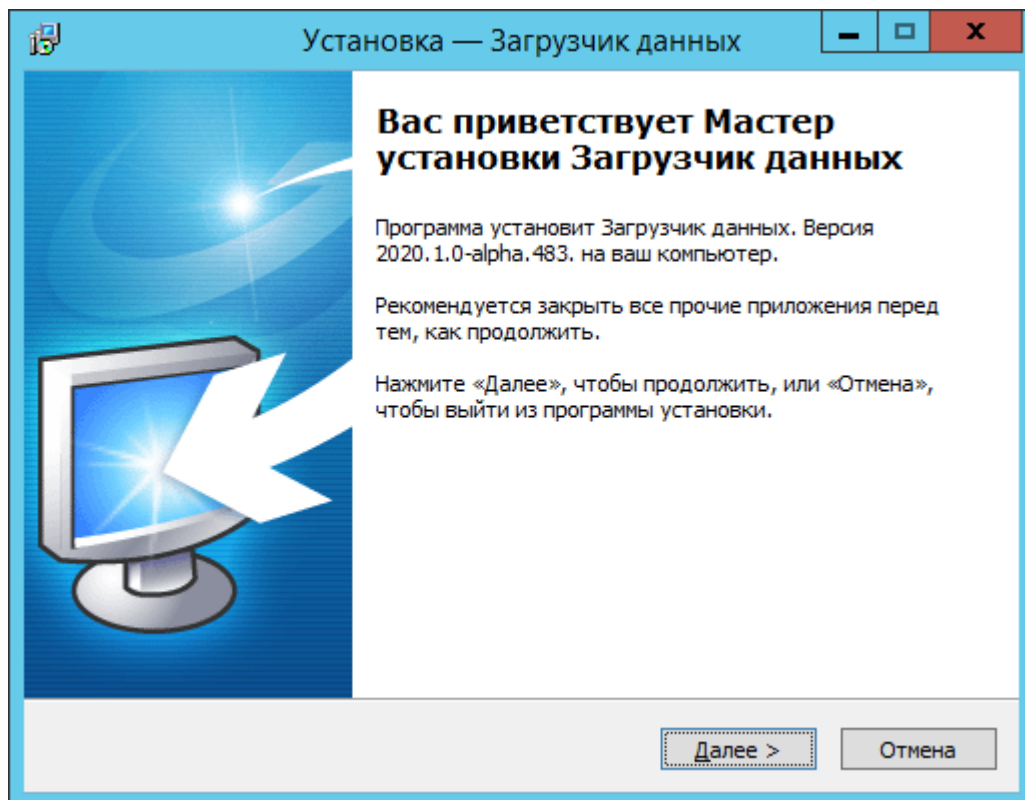 Установка — Загрузчик данных
Вас приветствует Мастер
установки Загрузчик данных
Программа установит Загрузчик данных. Версия
2020.1.0-alpha.483. на ваш компьютер.
Рекомендуется закрыть все прочие приложения перед
тем, как продолжить.
Нажмите «Далее», чтобы продолжить, или «Отмена»,
чтобы выйти из программы установки.
Далее >
Отмена